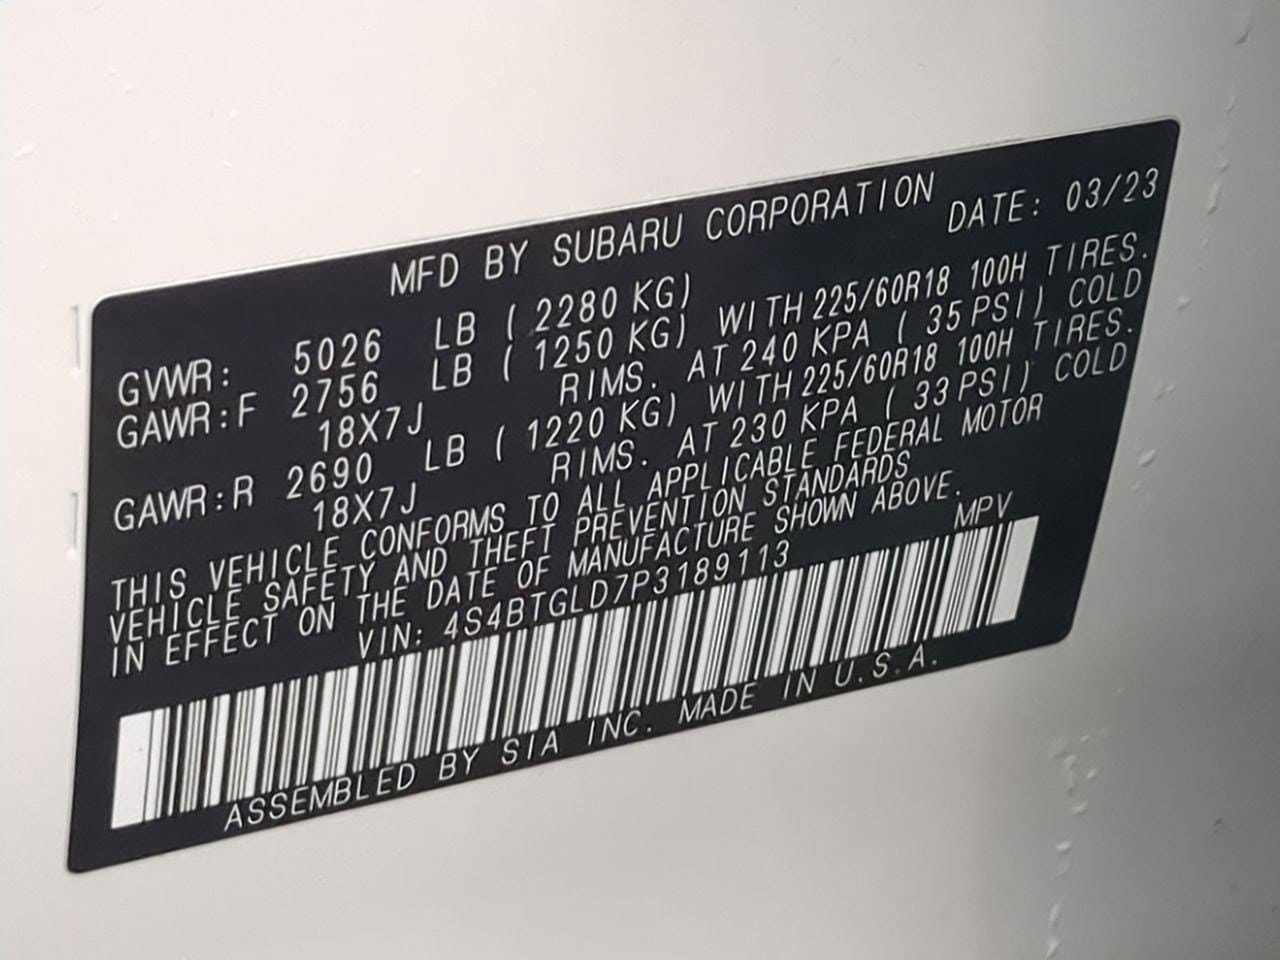 MFD BY SUBARU CORPORATION
DATE: 03/23
GVWR: 5026 LB ( 2280 KG)
GAWR:F 2756 LB ( 1250 KG) WITH 225/60R18 100H TIRES.
18X7J RIMS. AT 240 KPA ( 35 PSI) COLD
GAWR:R 2690 LB ( 1220 KG) WITH 225/60R18 100H TIRES.
18X7J RIMS. AT 230 KPA ( 33 PSI) COLD
THIS VEHICLE CONFORMS TO ALL APPLICABLE FEDERAL MOTOR
VEHICLE SAFETY AND THEFT PREVENTION STANDARDS
IN EFFECT ON THE DATE OF MANUFACTURE SHOWN ABOVE.
VIN: 4S4BTGLD7P3189113 MPV
ASSEMBLED BY SIA INC. MADE IN U.S.A.